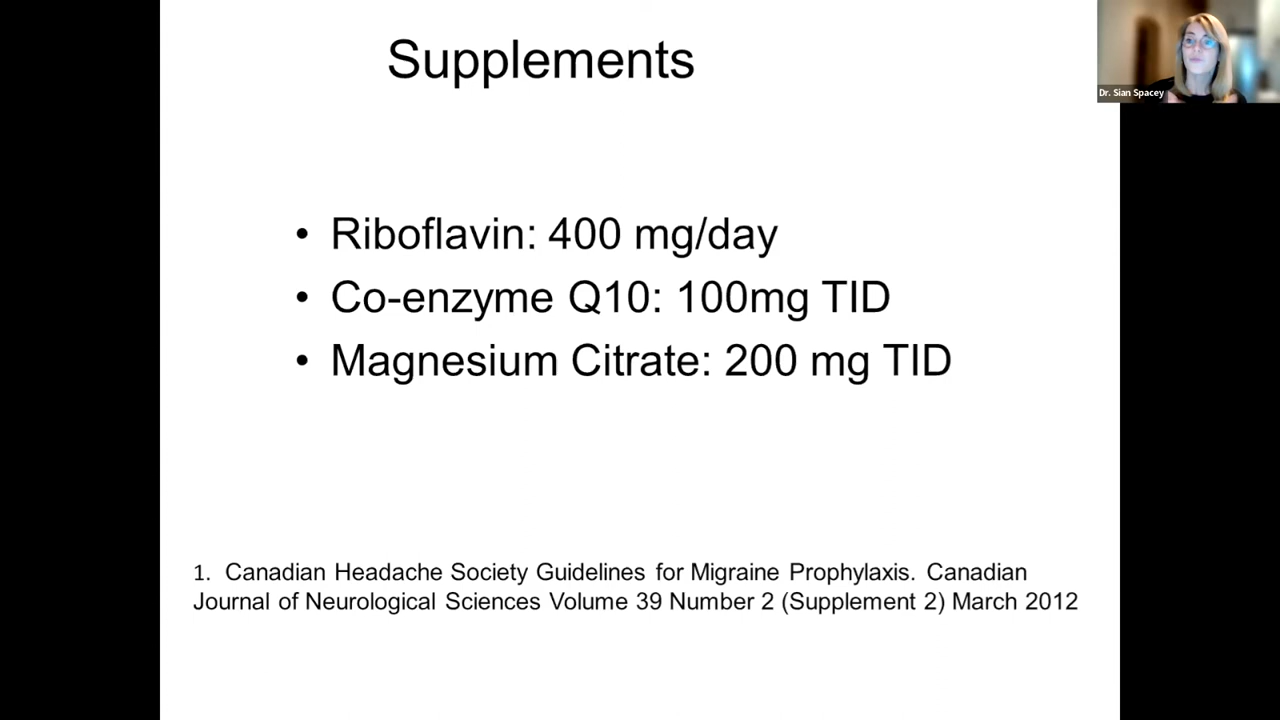 Supplements
Dr. Sian Spacey
• Riboflavin: 400 mg/day
• Co-enzyme Q10: 100mg TID
• Magnesium Citrate: 200 mg TID
1. Canadian Headache Society Guidelines for Migraine Prophylaxis. Canadian
Journal of Neurological Sciences Volume 39 Number 2 (Supplement 2) March 2012